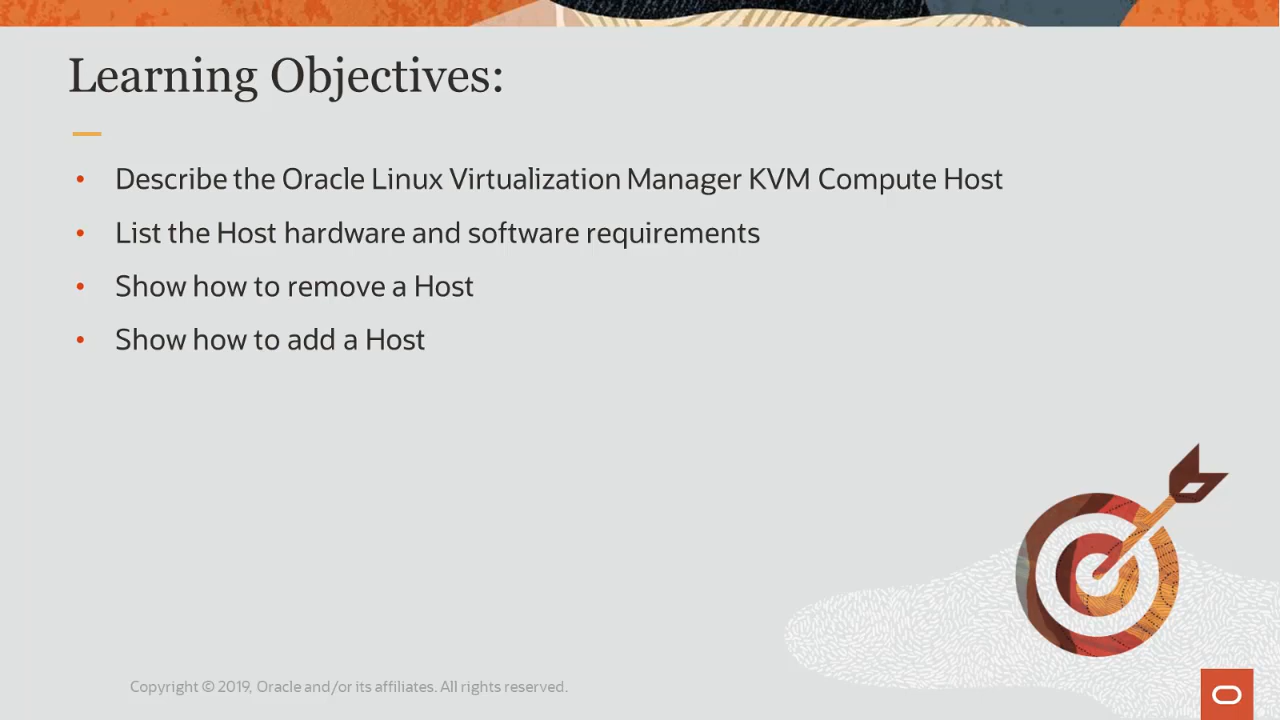 Learning Objectives:
• Describe the Oracle Linux Virtualization Manager KVM Compute Host
• List the Host hardware and software requirements
• Show how to remove a Host
• Show how to add a Host
Copyright © 2019, Oracle and/or its affiliates. All rights reserved.